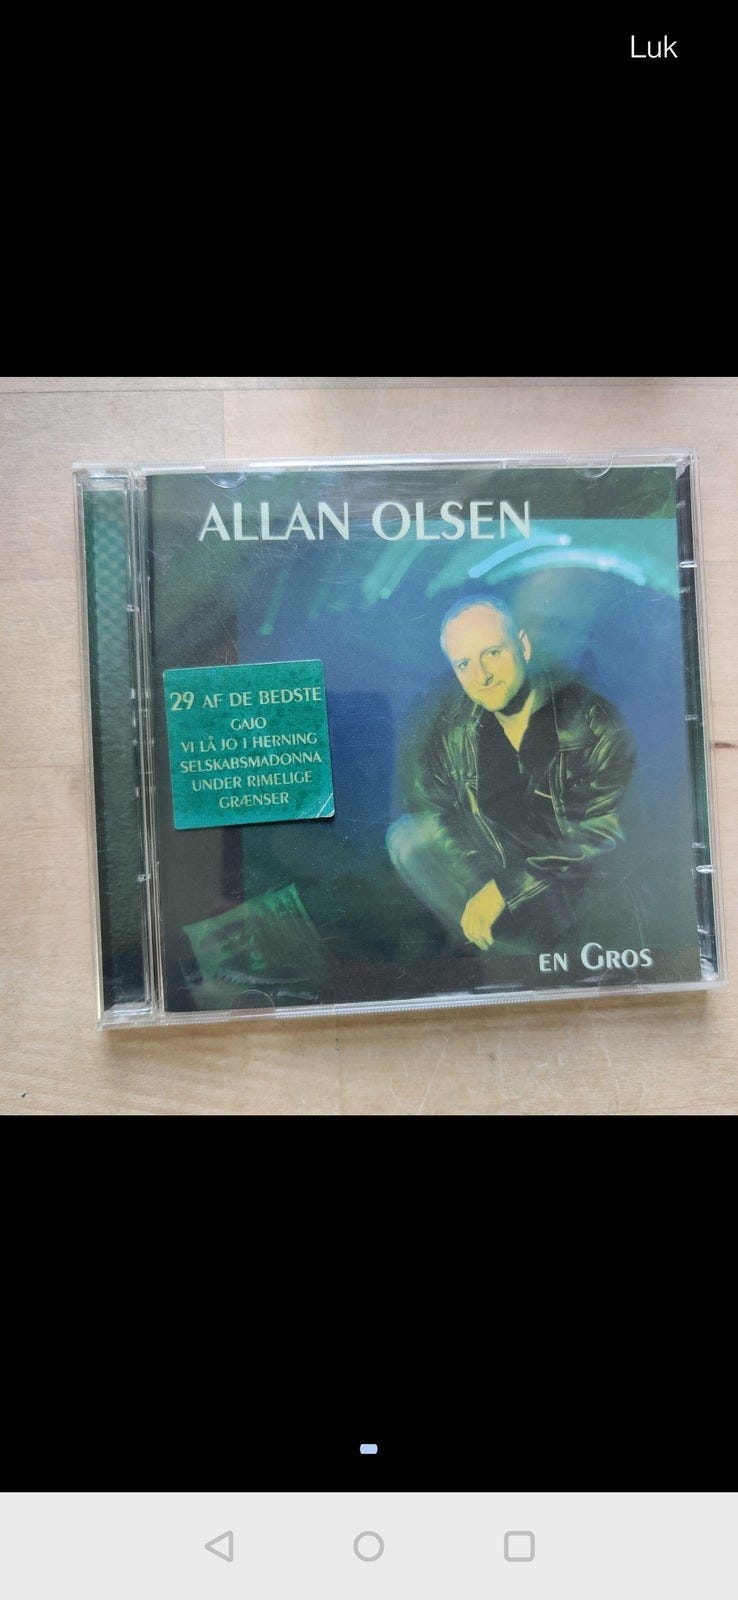 Luk
ALLAN OLSEN
29 AF DE BEDSTE
GAJO
VI LÅ JO I HERNING
SELSKABSMADONNA
UNDER RIMELIGE
GRÆNSER
EN GROS